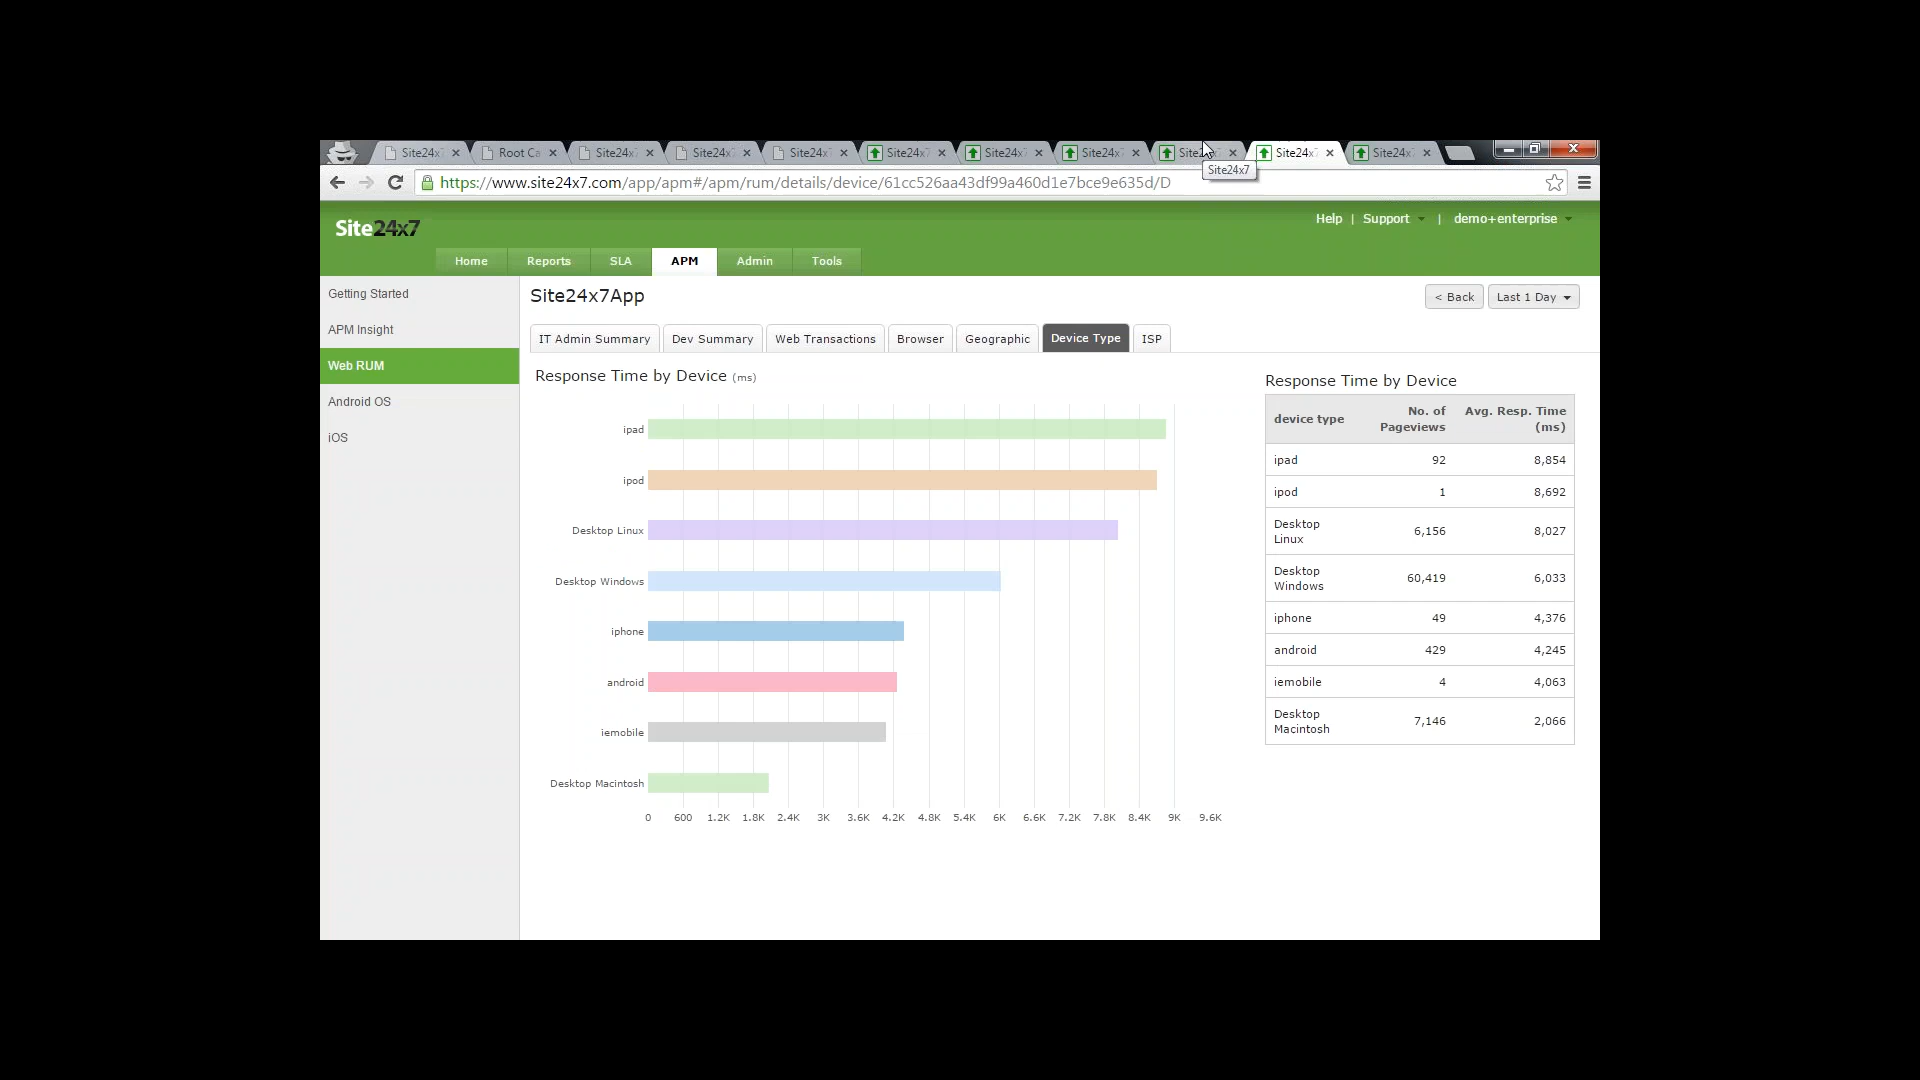 Site24x7 Root Ca Site24x7 Site24x7 Site24x7 Site24x7 Site24x7 Site24x7 Site24x7 Site24x7
https://www.site24x7.com/app/apm#/apm/rum/details/device/61cc526aa43df99a460d1e7bce9e635d/D
Site24x7
Site24x7
Help | Support | demo+enterprise
Home Reports SLA APM Admin Tools
Getting Started
APM Insight
Web RUM
Android OS
iOS
Site24x7App
< Back Last 1 Day
IT Admin Summary Dev Summary Web Transactions Browser Geographic Device Type ISP
Response Time by Device (ms)
ipad
ipod
Desktop Linux
Desktop Windows
iphone
android
iemobile
Desktop Macintosh
0 600 1.2K 1.8K 2.4K 3K 3.6K 4.2K 4.8K 5.4K 6K 6.6K 7.2K 7.8K 8.4K 9K 9.6K
Response Time by Device
device type No. of Pageviews Avg. Resp. Time (ms)
ipad 92 8,854
ipod 1 8,692
Desktop Linux 6,156 8,027
Desktop Windows 60,419 6,033
iphone 49 4,376
android 429 4,245
iemobile 4 4,063
Desktop Macintosh 7,146 2,066